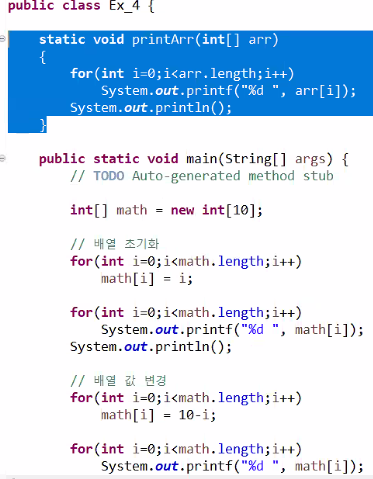 public class Ex_4 {
static void printArr(int[] arr)
{
for(int i=0;i<arr.length;i++)
System.out.printf("%d ", arr[i]);
System.out.println();
}
public static void main(String[] args) {
// TODO Auto-generated method stub
int[] math = new int[10];
// 배열 초기화
for(int i=0;i<math.length;i++)
math[i] = i;
for(int i=0;i<math.length;i++)
System.out.printf("%d ", math[i]);
System.out.println();
// 배열 값 변경
for(int i=0;i<math.length;i++)
math[i] = 10-i;
for(int i=0;i<math.length;i++)
System.out.printf("%d ", math[i]);